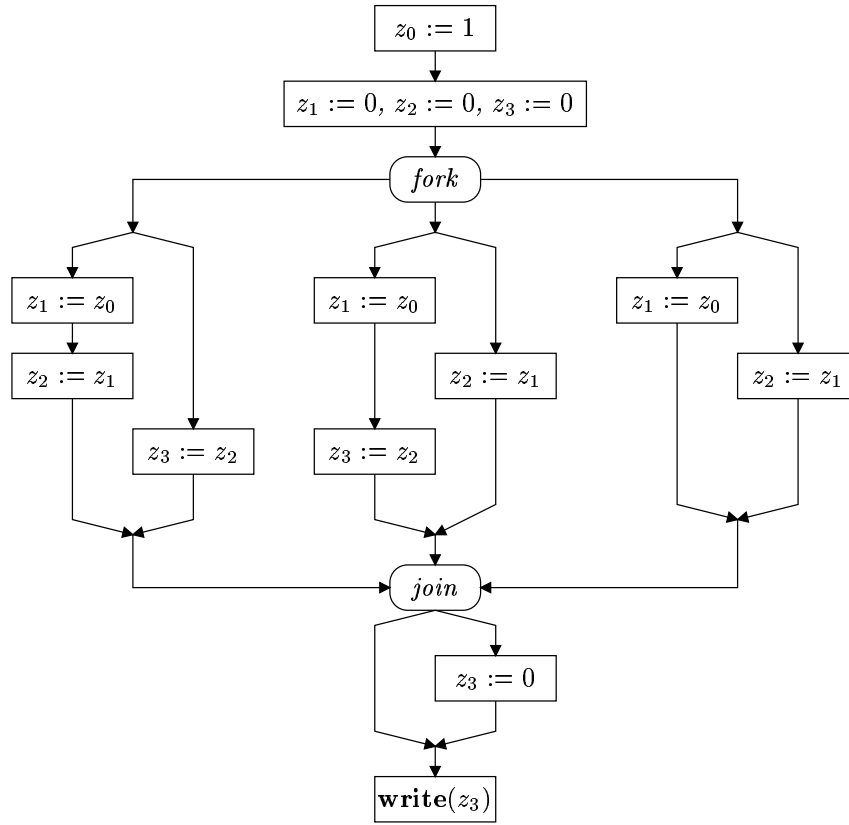 z₀ := 1
z₁ := 0, z₂ := 0, z₃ := 0
fork
z₁ := z₀
z₁ := z₀
z₁ := z₀
z₂ := z₁
z₂ := z₁
z₂ := z₁
z₃ := z₂
z₃ := z₂
join
z₃ := 0
write(z₃)